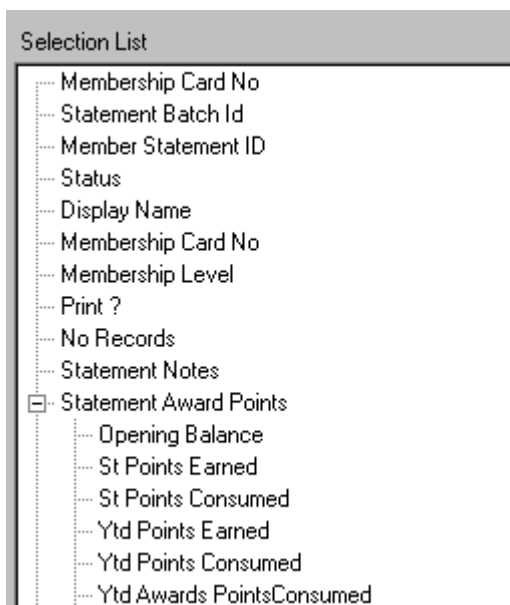 Selection List
Membership Card No
Statement Batch Id
Member Statement ID
Status
Display Name
Membership Card No
Membership Level
Print ?
No Records
Statement Notes
Statement Award Points
Opening Balance
St Points Earned
St Points Consumed
Ytd Points Earned
Ytd Points Consumed
Ytd Awards PointsConsumed